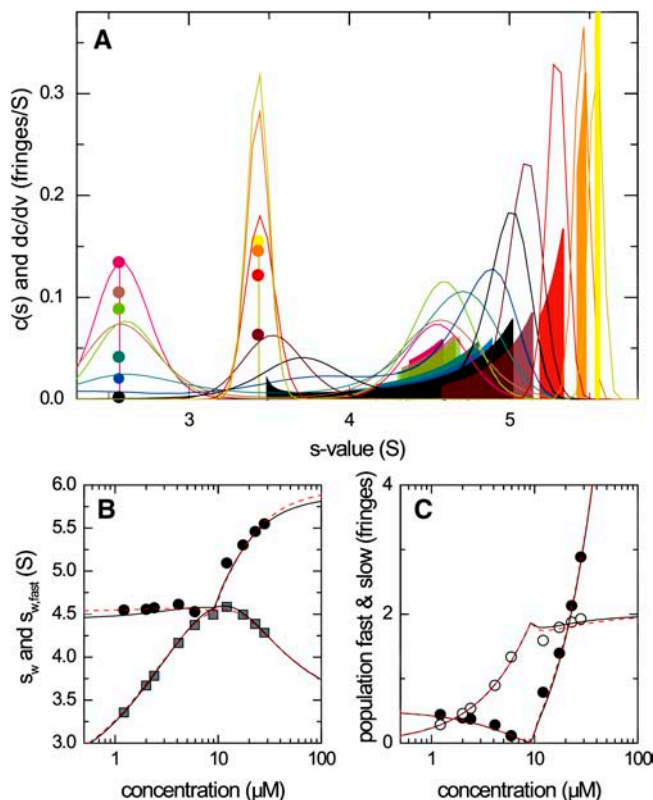 A
c(s) and dc/dv (fringes/S)
0.3
0.2
0.1
0.0
3 4 5
s-value (S)
B
s_w and s_w,fast (S)
6.0
5.5
5.0
4.5
4.0
3.5
3.0
1 10 100
concentration (µM)
C
population fast & slow (fringes)
4
2
0
1 10 100
concentration (µM)